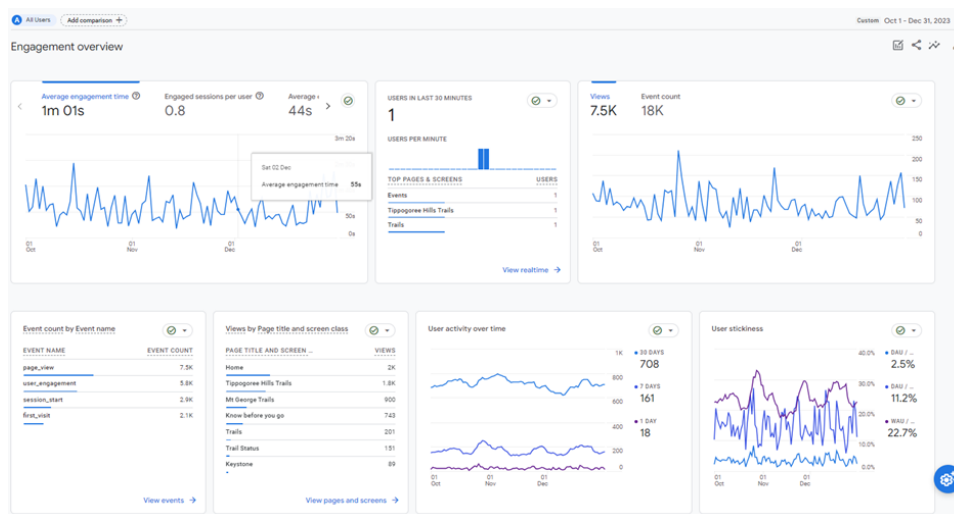 A All Users Add comparison + Custom Oct 1 - Dec 31, 2023
Engagement overview
Average engagement time Engaged sessions per user Average
1m 01s 0.8 44s
3m 20s
Sat 02 Dec
Average engagement time 55s
50s
0s
01 01 01
Oct Nov Dec
USERS IN LAST 30 MINUTES
1
USERS PER MINUTE
TOP PAGES & SCREENS USERS
Events 1
Tippogoree Hills Trails 1
Trails 1
View realtime
Views Event count
7.5K 18K
250
200
150
100
50
0
01 01 01
Oct Nov Dec
Event count by Event name
EVENT NAME EVENT COUNT
page_view 7.5K
user_engagement 5.8K
session_start 2.9K
first_visit 2.1K
View events
Views by Page title and screen class
PAGE TITLE AND SCREEN ... VIEWS
Home 2K
Tippogoree Hills Trails 1.8K
Mt George Trails 900
Know before you go 743
Trails 201
Trail Status 151
Keystone 89
View pages and screens
User activity over time
1K
800
600
400
200
0
01 01 01
Oct Nov Dec
30 DAYS
708
7 DAYS
161
1 DAY
18
User stickiness
40.0%
30.0%
20.0%
10.0%
0.0%
01 01 01
Oct Nov Dec
DAU / ...
2.5%
DAU / ...
11.2%
WAU / ...
22.7%